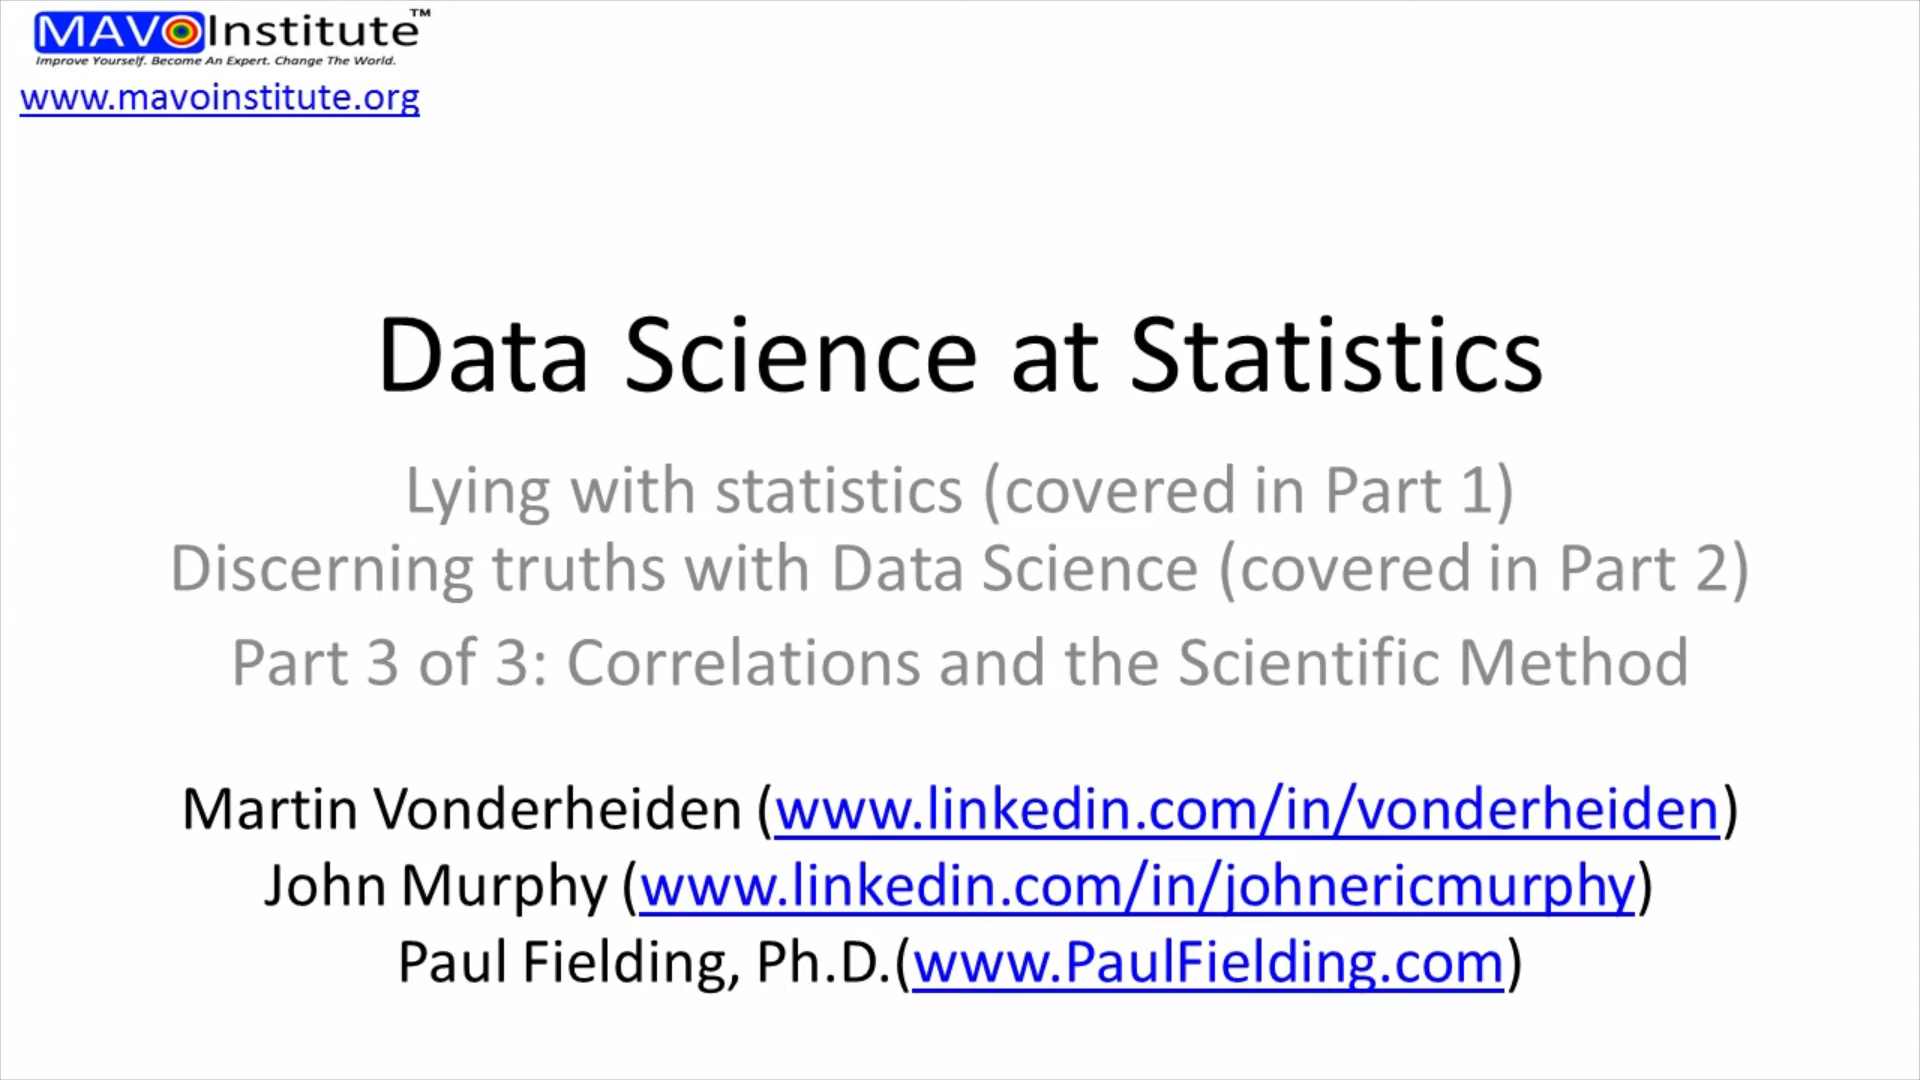 MAVOInstitute™
Improve Yourself. Become An Expert. Change The World.
www.mavoinstitute.org
Data Science at Statistics
Lying with statistics (covered in Part 1)
Discerning truths with Data Science (covered in Part 2)
Part 3 of 3: Correlations and the Scientific Method
Martin Vonderheiden (www.linkedin.com/in/vonderheiden)
John Murphy (www.linkedin.com/in/johnericmurphy)
Paul Fielding, Ph.D.(www.PaulFielding.com)